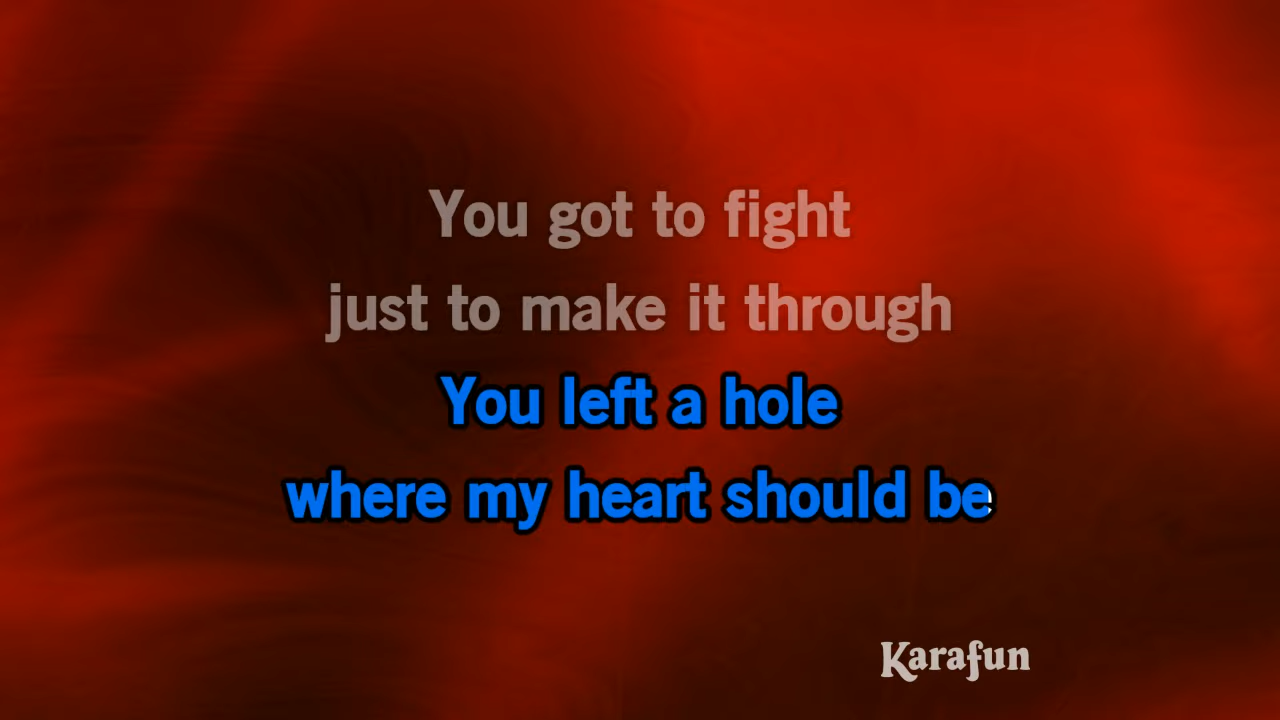 You got to fight
just to make it through
You left a hole
where my heart should be
Karafun